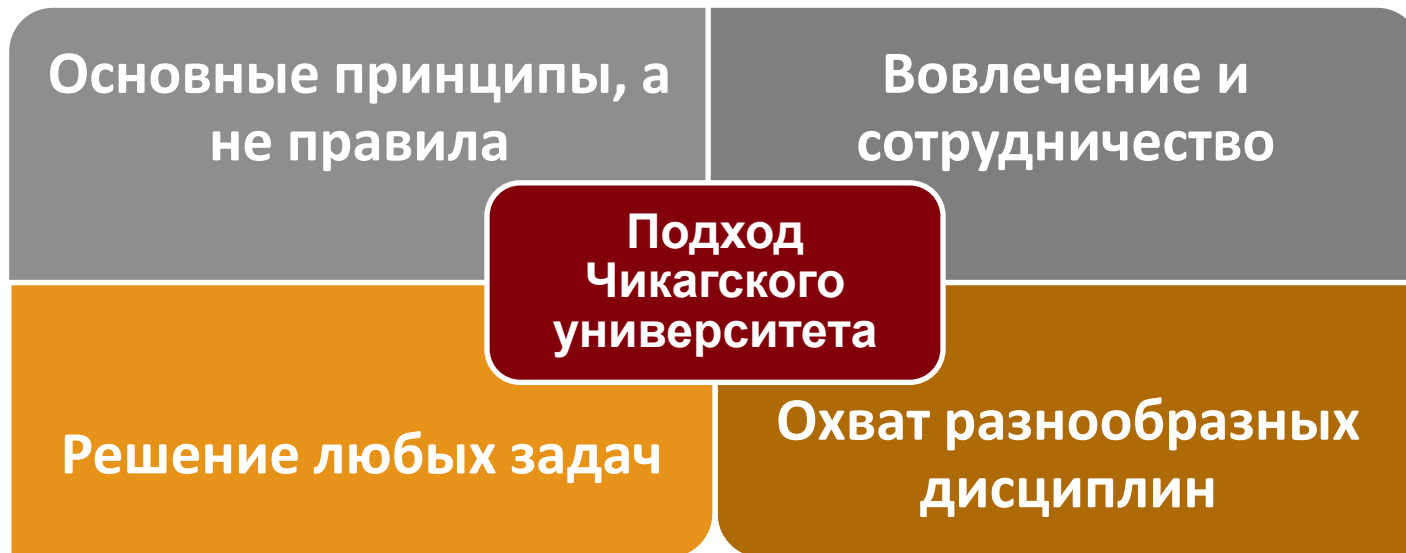 Основные принципы, а
не правила
Вовлечение и
сотрудничество
Подход
Чикагского
университета
Решение любых задач
Охват разнообразных
дисциплин